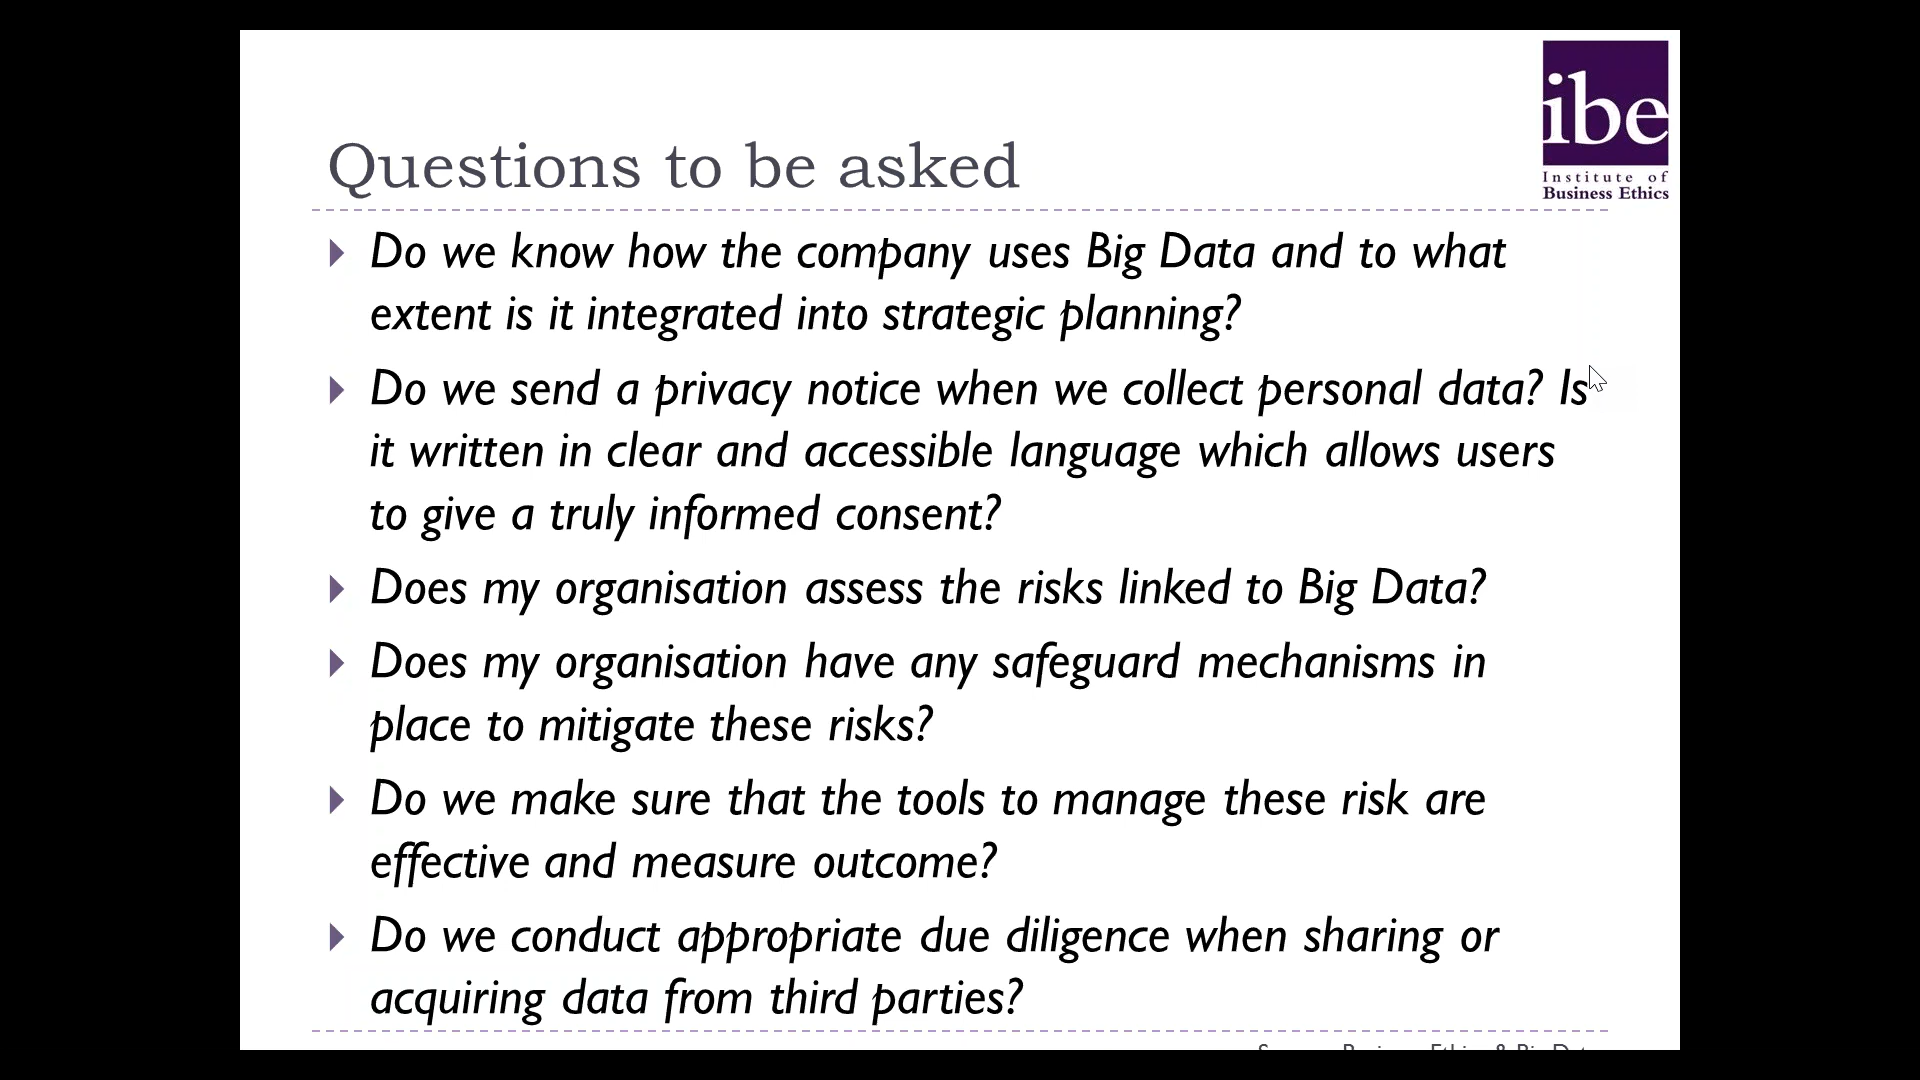 ibe
Institute of
Business Ethics
Questions to be asked
Do we know how the company uses Big Data and to what
extent is it integrated into strategic planning?
Do we send a privacy notice when we collect personal data? Is
it written in clear and accessible language which allows users
to give a truly informed consent?
Does my organisation assess the risks linked to Big Data?
Does my organisation have any safeguard mechanisms in
place to mitigate these risks?
Do we make sure that the tools to manage these risk are
effective and measure outcome?
Do we conduct appropriate due diligence when sharing or
acquiring data from third parties?